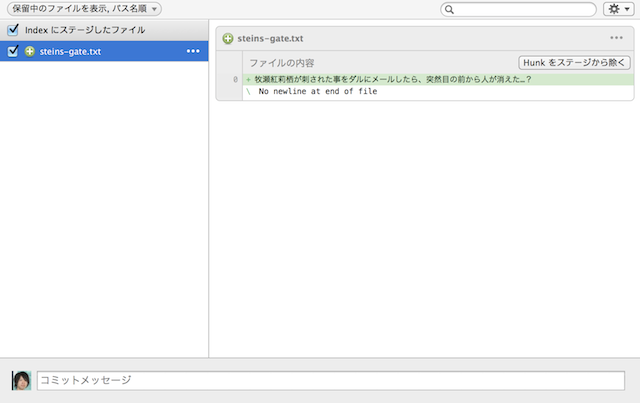 保留中のファイルを表示, パス名順
Index にステージしたファイル
steins-gate.txt
steins-gate.txt
ファイルの内容
Hunk をステージから除く
0 + 牧瀬紅莉栖が刺された事をダルにメールしたら、突然目の前から人が消えた…？
\ No newline at end of file
コミットメッセージ